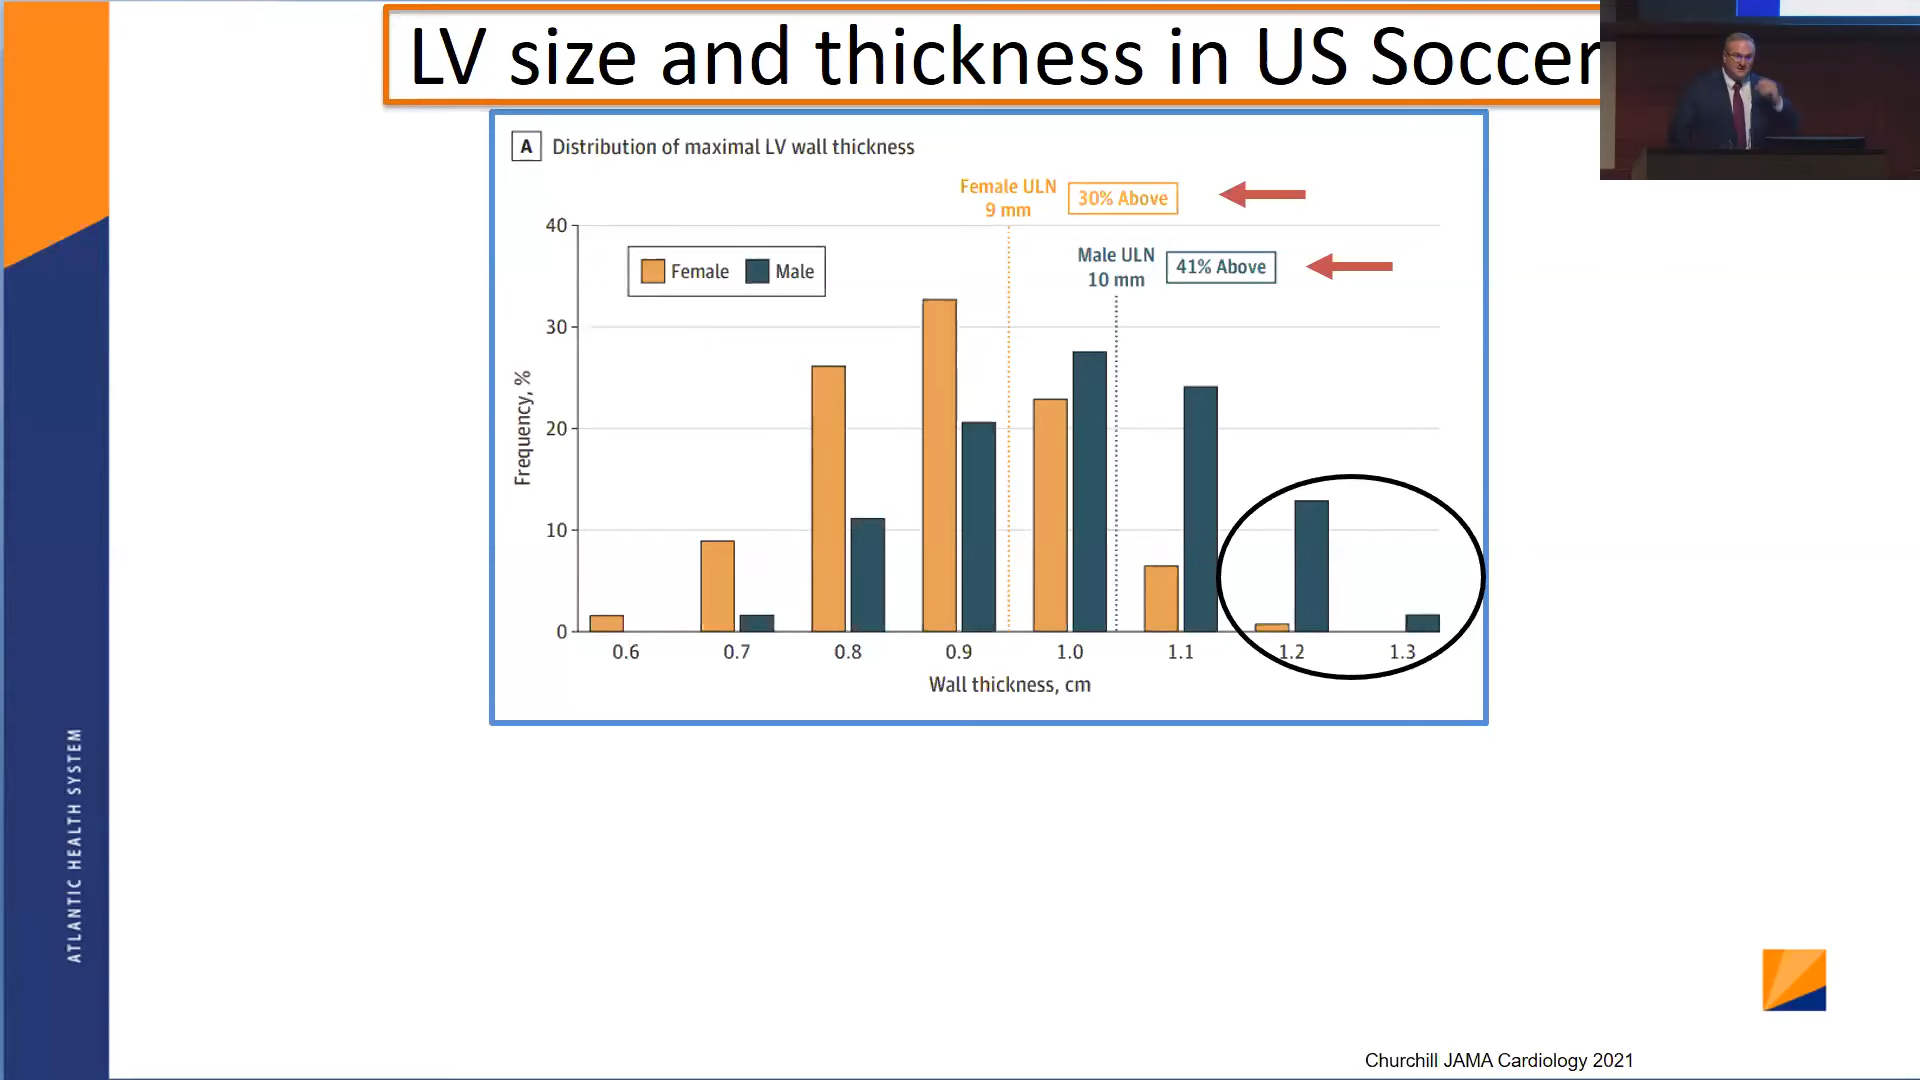 LV size and thickness in US Soccer
A Distribution of maximal LV wall thickness
Female ULN
9 mm
30% Above
Male ULN
10 mm
41% Above
Female Male
Frequency, %
40
30
20
10
0
0.6 0.7 0.8 0.9 1.0 1.1 1.2 1.3
Wall thickness, cm
ATLANTIC HEALTH SYSTEM
Churchill JAMA Cardiology 2021